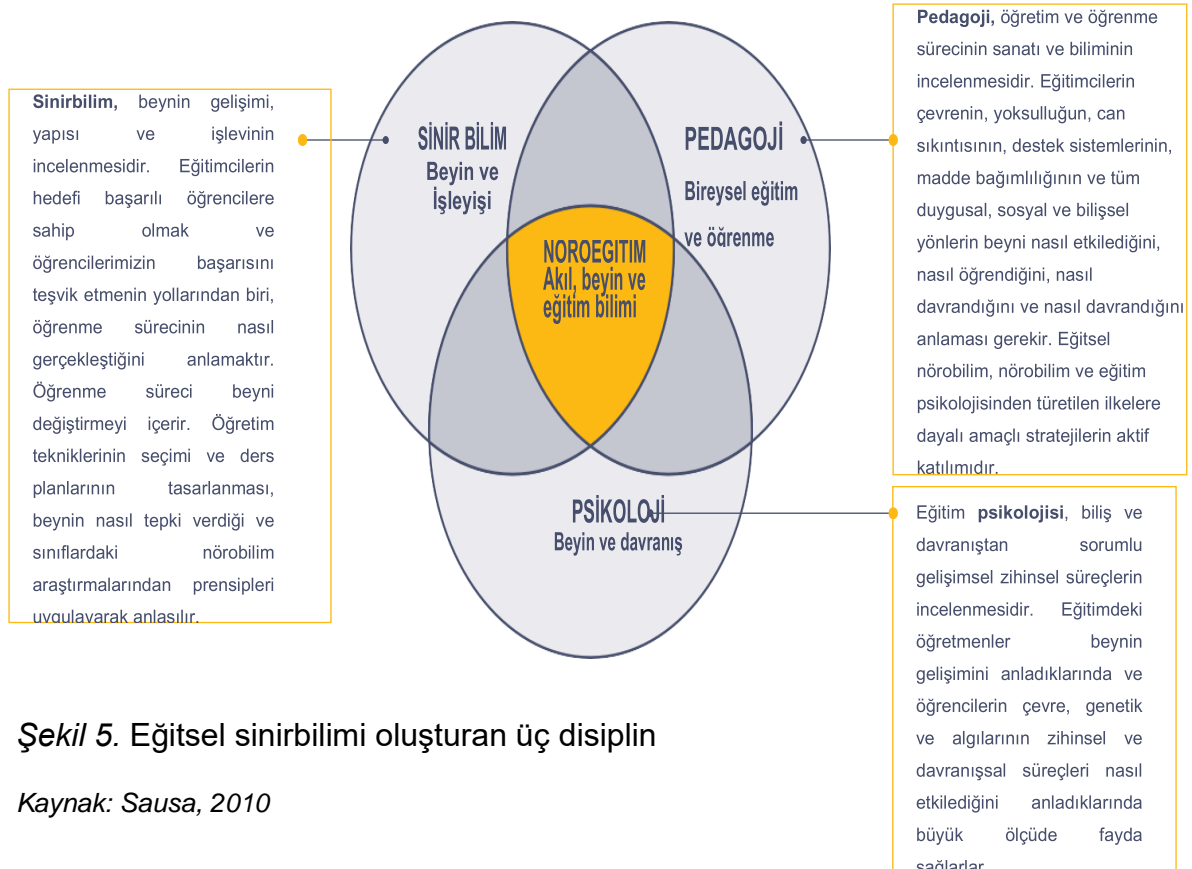 Sinirbilim, beynin gelişimi,
yapısı ve işlevinin
incelenmesidir. Eğitimcilerin
hedefi başarılı öğrencilere
sahip olmak ve
öğrencilerimizin başarısını
teşvik etmenin yollarından biri,
öğrenme sürecinin nasıl
gerçekleştiğini anlamaktır.
Öğrenme süreci beyni
değiştirmeyi içerir. Öğretim
tekniklerinin seçimi ve ders
planlarının tasarlanması,
beynin nasıl tepki verdiği ve
sınıflardaki nörobilim
araştırmalarından prensipleri
uygulayarak anlaşılır.
SİNİR BİLİM
Beyin ve
İşleyişi
PEDAGOJİ
Bireysel eğitim
ve öğrenme
NOROEGITIM
Akıl, beyin ve
eğitim bilimi
PSİKOLOJİ
Beyin ve davranış
Pedagoji, öğretim ve öğrenme
sürecinin sanatı ve biliminin
incelenmesidir. Eğitimcilerin
çevrenin, yoksulluğun, can
sıkıntısının, destek sistemlerinin,
madde bağımlılığının ve tüm
duygusal, sosyal ve bilişsel
yönlerin beyni nasıl etkilediğini,
nasıl öğrendiğini, nasıl
davrandığını ve nasıl davrandığını
anlaması gerekir. Eğitsel
nörobilim, nörobilim ve eğitim
psikolojisinden türetilen ilkelere
dayalı amaçlı stratejilerin aktif
katılımıdır.
Eğitim psikolojisi, biliş ve
davranıştan sorumlu
gelişimsel zihinsel süreçlerin
incelenmesidir. Eğitimdeki
öğretmenler beynin
gelişimini anladıklarında ve
öğrencilerin çevre, genetik
ve algılarının zihinsel ve
davranışsal süreçleri nasıl
etkilediğini anladıklarında
büyük ölçüde fayda
sağlarlar.
Şekil 5. Eğitsel sinirbilimi oluşturan üç disiplin
Kaynak: Sausa, 2010